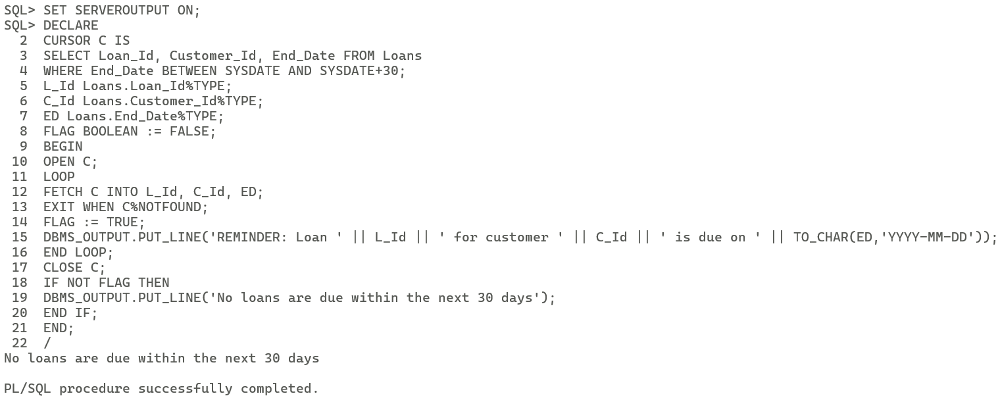 SQL> SET SERVEROUTPUT ON;
SQL> DECLARE
  2  CURSOR C IS
  3  SELECT Loan_Id, Customer_Id, End_Date FROM Loans
  4  WHERE End_Date BETWEEN SYSDATE AND SYSDATE+30;
  5  L_Id Loans.Loan_Id%TYPE;
  6  C_Id Loans.Customer_Id%TYPE;
  7  ED Loans.End_Date%TYPE;
  8  FLAG BOOLEAN := FALSE;
  9  BEGIN
 10  OPEN C;
 11  LOOP
 12  FETCH C INTO L_Id, C_Id, ED;
 13  EXIT WHEN C%NOTFOUND;
 14  FLAG := TRUE;
 15  DBMS_OUTPUT.PUT_LINE('REMINDER: Loan ' || L_Id || ' for customer ' || C_Id || ' is due on ' || TO_CHAR(ED,'YYYY-MM-DD'));
 16  END LOOP;
 17  CLOSE C;
 18  IF NOT FLAG THEN
 19  DBMS_OUTPUT.PUT_LINE('No loans are due within the next 30 days');
 20  END IF;
 21  END;
 22  /
No loans are due within the next 30 days

PL/SQL procedure successfully completed.